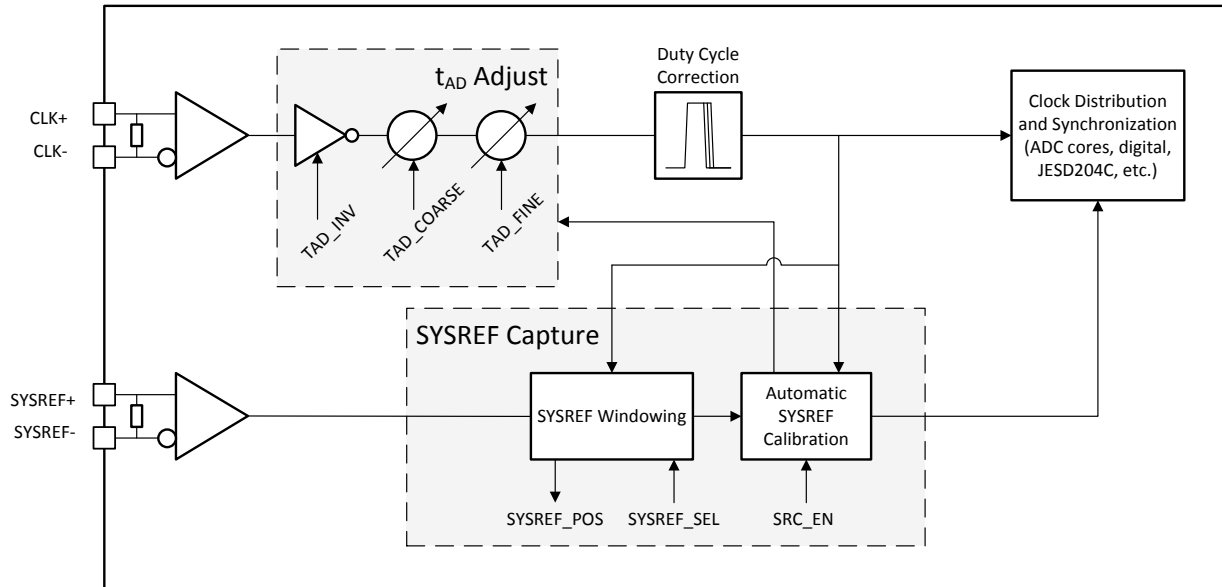 tAD Adjust
Duty Cycle
Correction
CLK+
CLK-
TAD_INV
TAD_COARSE
TAD_FINE
Clock Distribution
and Synchronization
(ADC cores, digital,
JESD204C, etc.)
SYSREF Capture
SYSREF+
SYSREF-
SYSREF Windowing
Automatic
SYSREF
Calibration
SYSREF_POS
SYSREF_SEL
SRC_EN